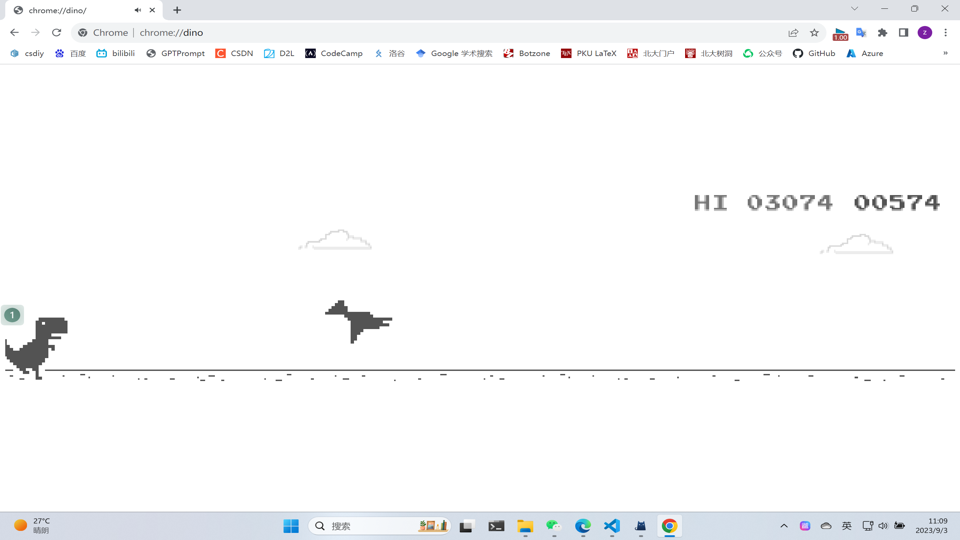 chrome://dino/
Chrome | chrome://dino
1.00
z
csdiy 百度 bilibili GPTPrompt CSDN D2L CodeCamp 洛谷 Google 学术搜索 Botzone PKU LaTeX 北大门户 北大树洞 公众号 GitHub Azure »
HI 03074 00574
1
27°C
晴朗
搜索
英
11:09
2023/9/3